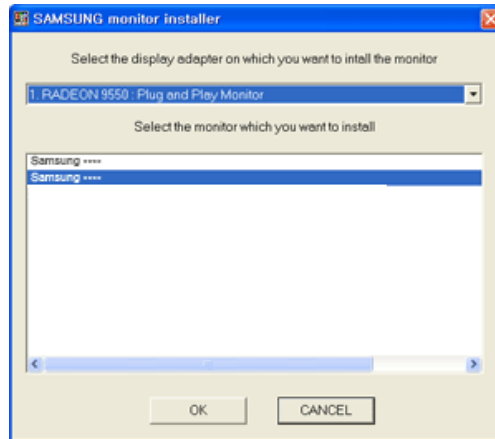 SAMSUNG monitor installer
Select the display adapter on which you want to intall the monitor
1. RADEON 9550 : Plug and Play Monitor
Select the monitor which you want to install
Samsung ----
Samsung ----
OK
CANCEL